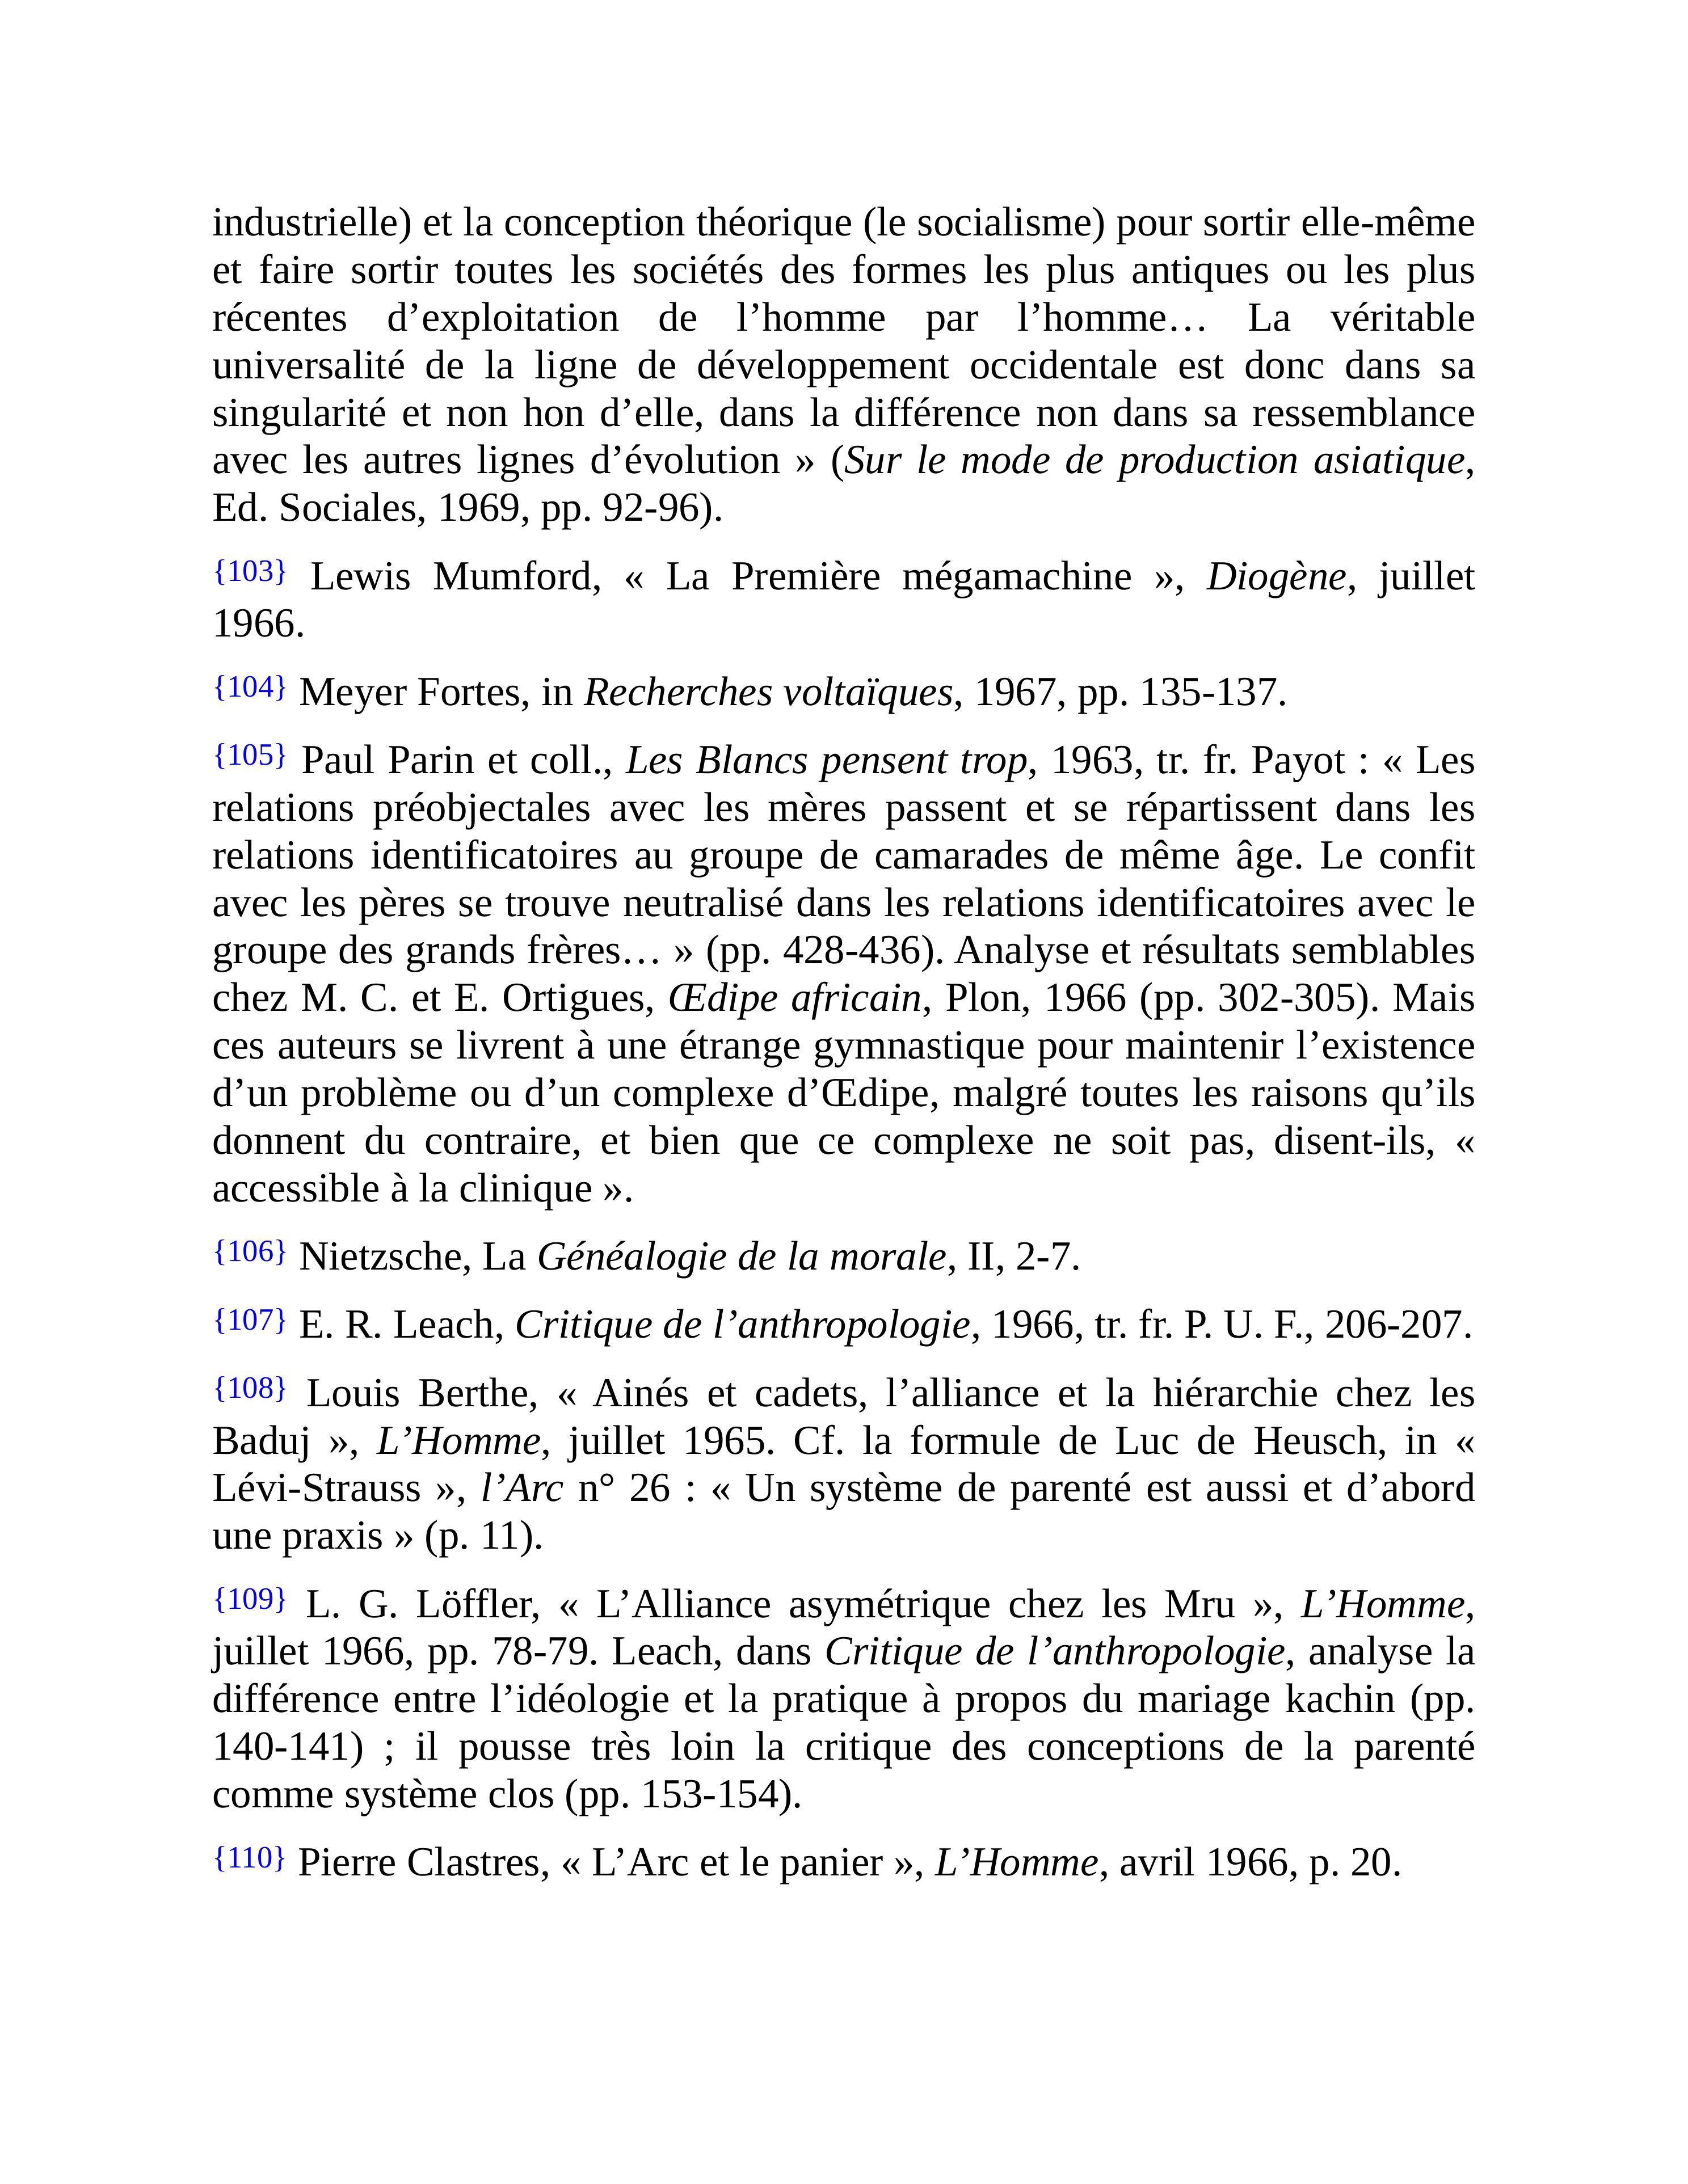 industrielle) et la conception théorique (le socialisme) pour sortir elle-même
et faire sortir toutes les sociétés des formes les plus antiques ou les plus
récentes d’exploitation de l’homme par l’homme… La véritable
universalité de la ligne de développement occidentale est donc dans sa
singularité et non hon d’elle, dans la différence non dans sa ressemblance
avec les autres lignes d’évolution » (Sur le mode de production asiatique,
Ed. Sociales, 1969, pp. 92-96).
{103} Lewis Mumford, « La Première mégamachine », Diogène, juillet
1966.
{104} Meyer Fortes, in Recherches voltaïques, 1967, pp. 135-137.
{105} Paul Parin et coll., Les Blancs pensent trop, 1963, tr. fr. Payot : « Les
relations préobjectales avec les mères passent et se répartissent dans les
relations identificatoires au groupe de camarades de même âge. Le confit
avec les pères se trouve neutralisé dans les relations identificatoires avec le
groupe des grands frères… » (pp. 428-436). Analyse et résultats semblables
chez M. C. et E. Ortigues, Œdipe africain, Plon, 1966 (pp. 302-305). Mais
ces auteurs se livrent à une étrange gymnastique pour maintenir l’existence
d’un problème ou d’un complexe d’Œdipe, malgré toutes les raisons qu’ils
donnent du contraire, et bien que ce complexe ne soit pas, disent-ils, «
accessible à la clinique ».
{106} Nietzsche, La Généalogie de la morale, II, 2-7.
{107} E. R. Leach, Critique de l’anthropologie, 1966, tr. fr. P. U. F., 206-207.
{108} Louis Berthe, « Ainés et cadets, l’alliance et la hiérarchie chez les
Baduj », L’Homme, juillet 1965. Cf. la formule de Luc de Heusch, in «
Lévi-Strauss », l’Arc n° 26 : « Un système de parenté est aussi et d’abord
une praxis » (p. 11).
{109} L. G. Löffler, « L’Alliance asymétrique chez les Mru », L’Homme,
juillet 1966, pp. 78-79. Leach, dans Critique de l’anthropologie, analyse la
différence entre l’idéologie et la pratique à propos du mariage kachin (pp.
140-141) ; il pousse très loin la critique des conceptions de la parenté
comme système clos (pp. 153-154).
{110} Pierre Clastres, « L’Arc et le panier », L’Homme, avril 1966, p. 20.